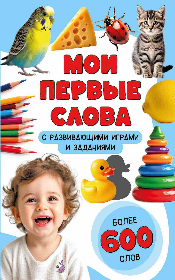 МОИ
ПЕРВЫЕ
СЛОВА
С РАЗВИВАЮЩИМИ ИГРАМИ
И ЗАДАНИЯМИ
БОЛЕЕ
600
СЛОВ